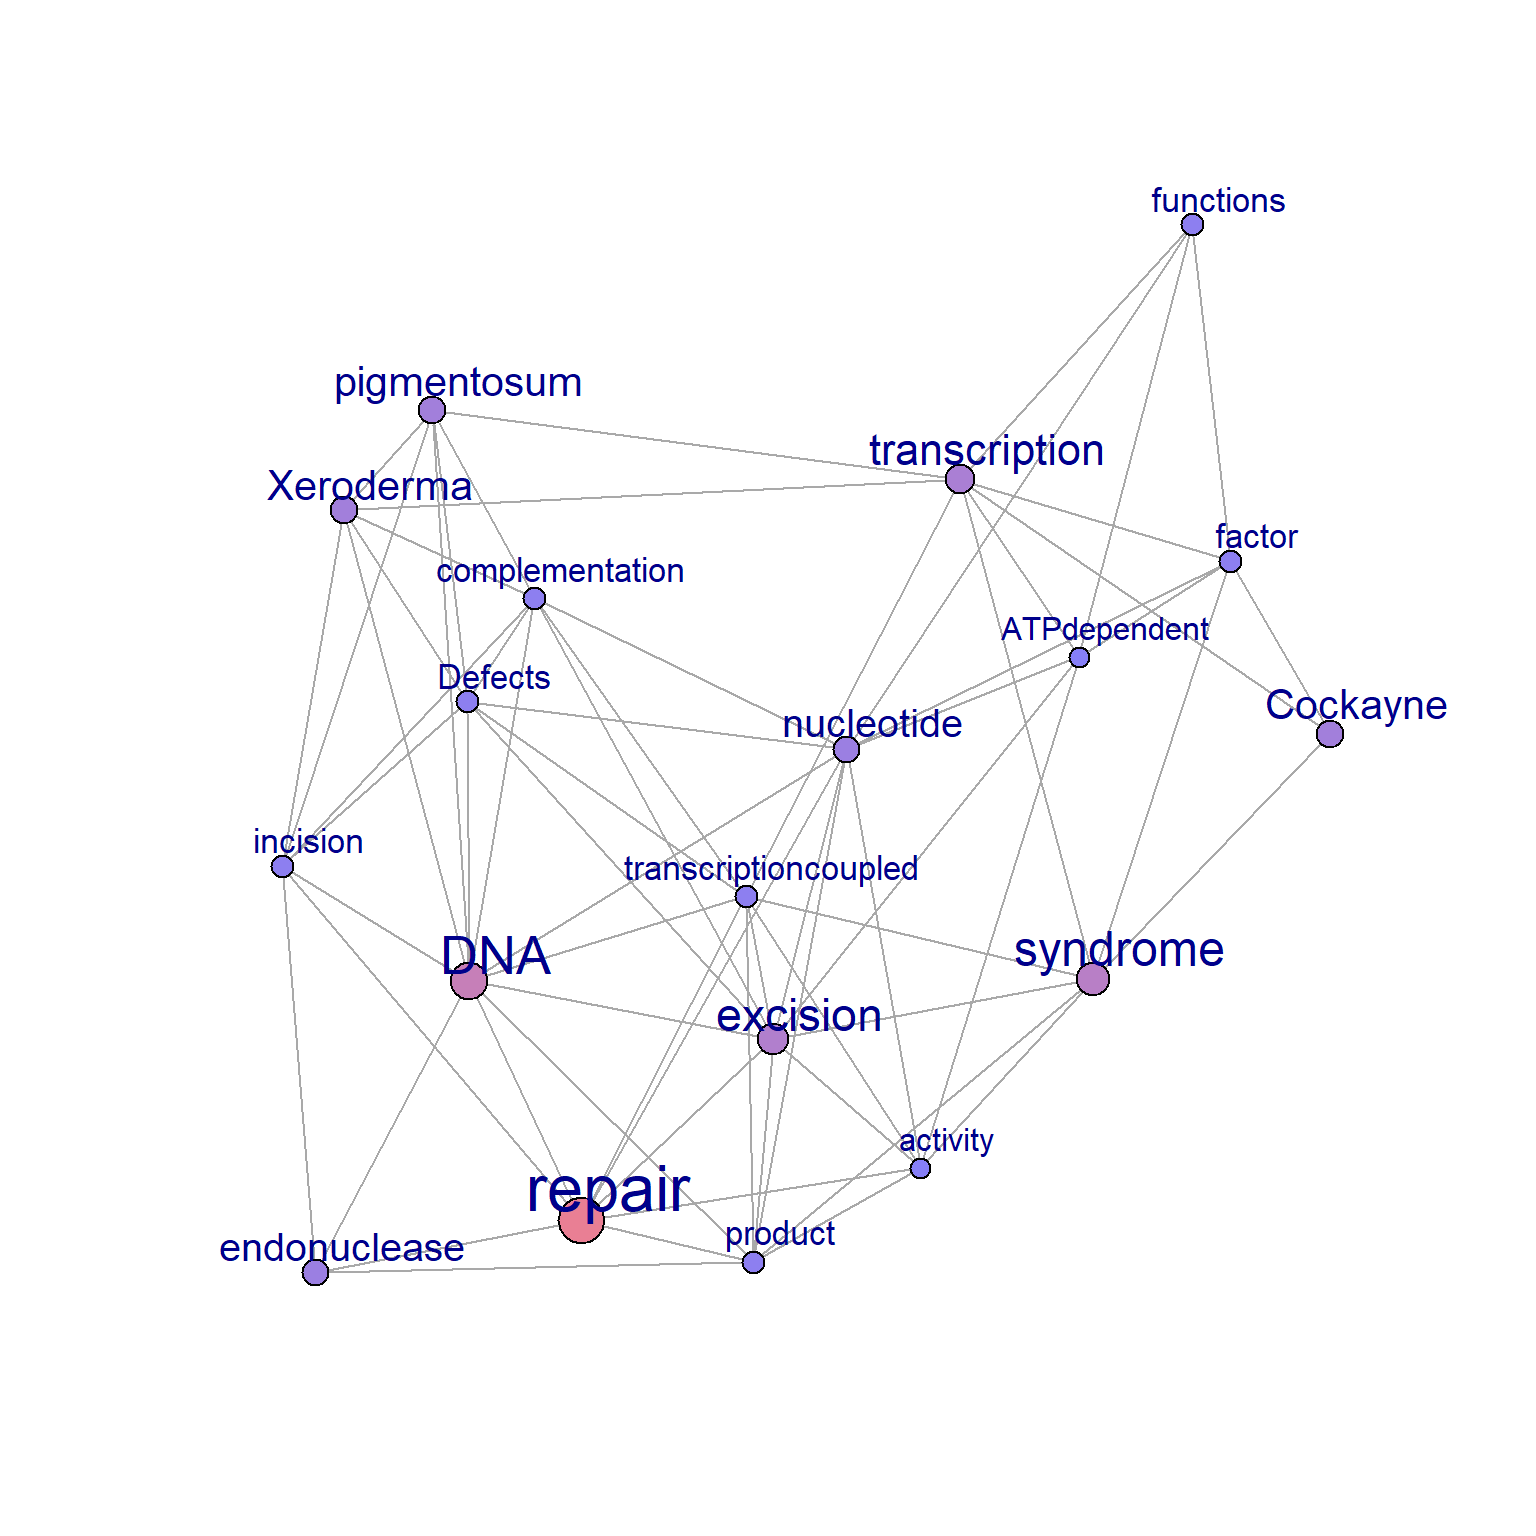 functions
pigmentosum
transcription
Xeroderma
factor
complementation
ATPdependent
Defects
Cockayne
nucleotide
incision
transcriptioncoupled
DNA
syndrome
excision
activity
repair
product
endonuclease